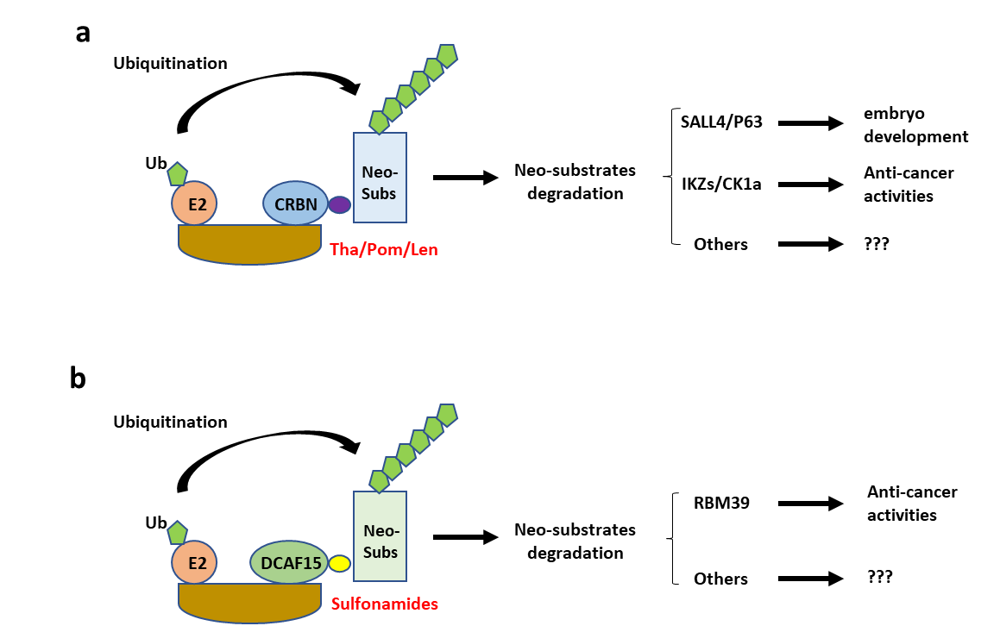 a
Ubiquitination
Ub
E2
CRBN
Neo-
Subs
Tha/Pom/Len
Neo-substrates
degradation
SALL4/P63
embryo
development
IKZs/CK1a
Anti-cancer
activities
Others
???
b
Ubiquitination
Ub
E2
DCAF15
Neo-
Subs
Sulfonamides
Neo-substrates
degradation
RBM39
Anti-cancer
activities
Others
???